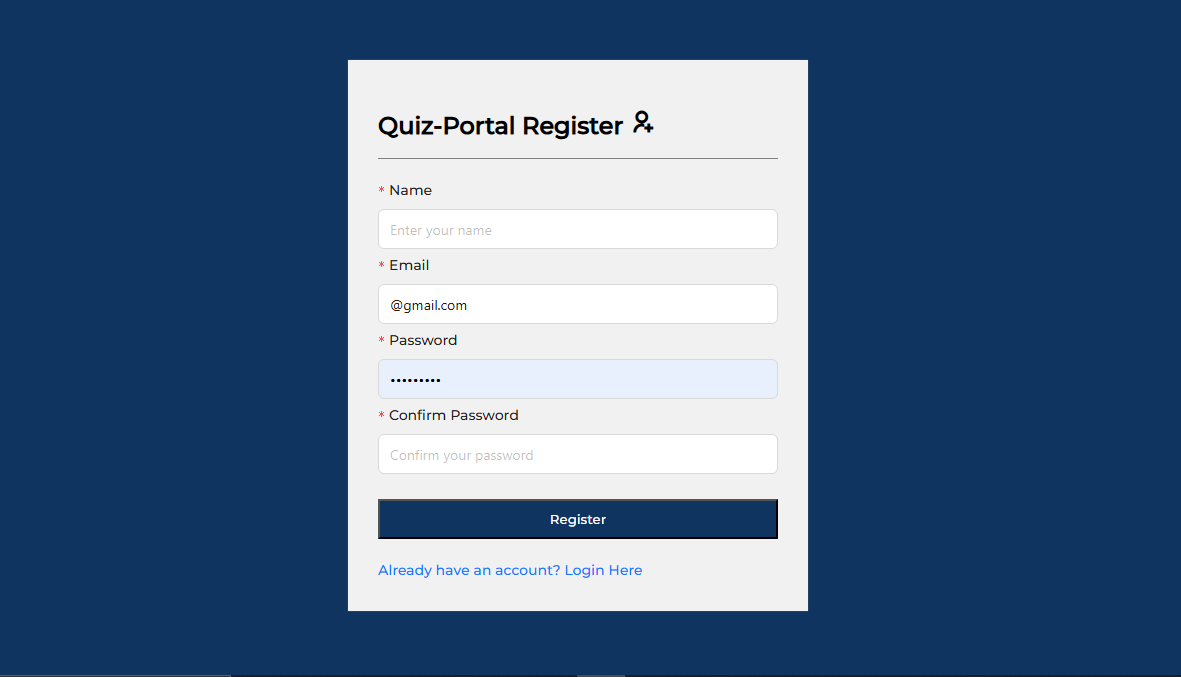 Quiz-Portal Register
* Name
Enter your name
* Email
@gmail.com
* Password
•••••••••
* Confirm Password
Confirm your password
Register
Already have an account? Login Here